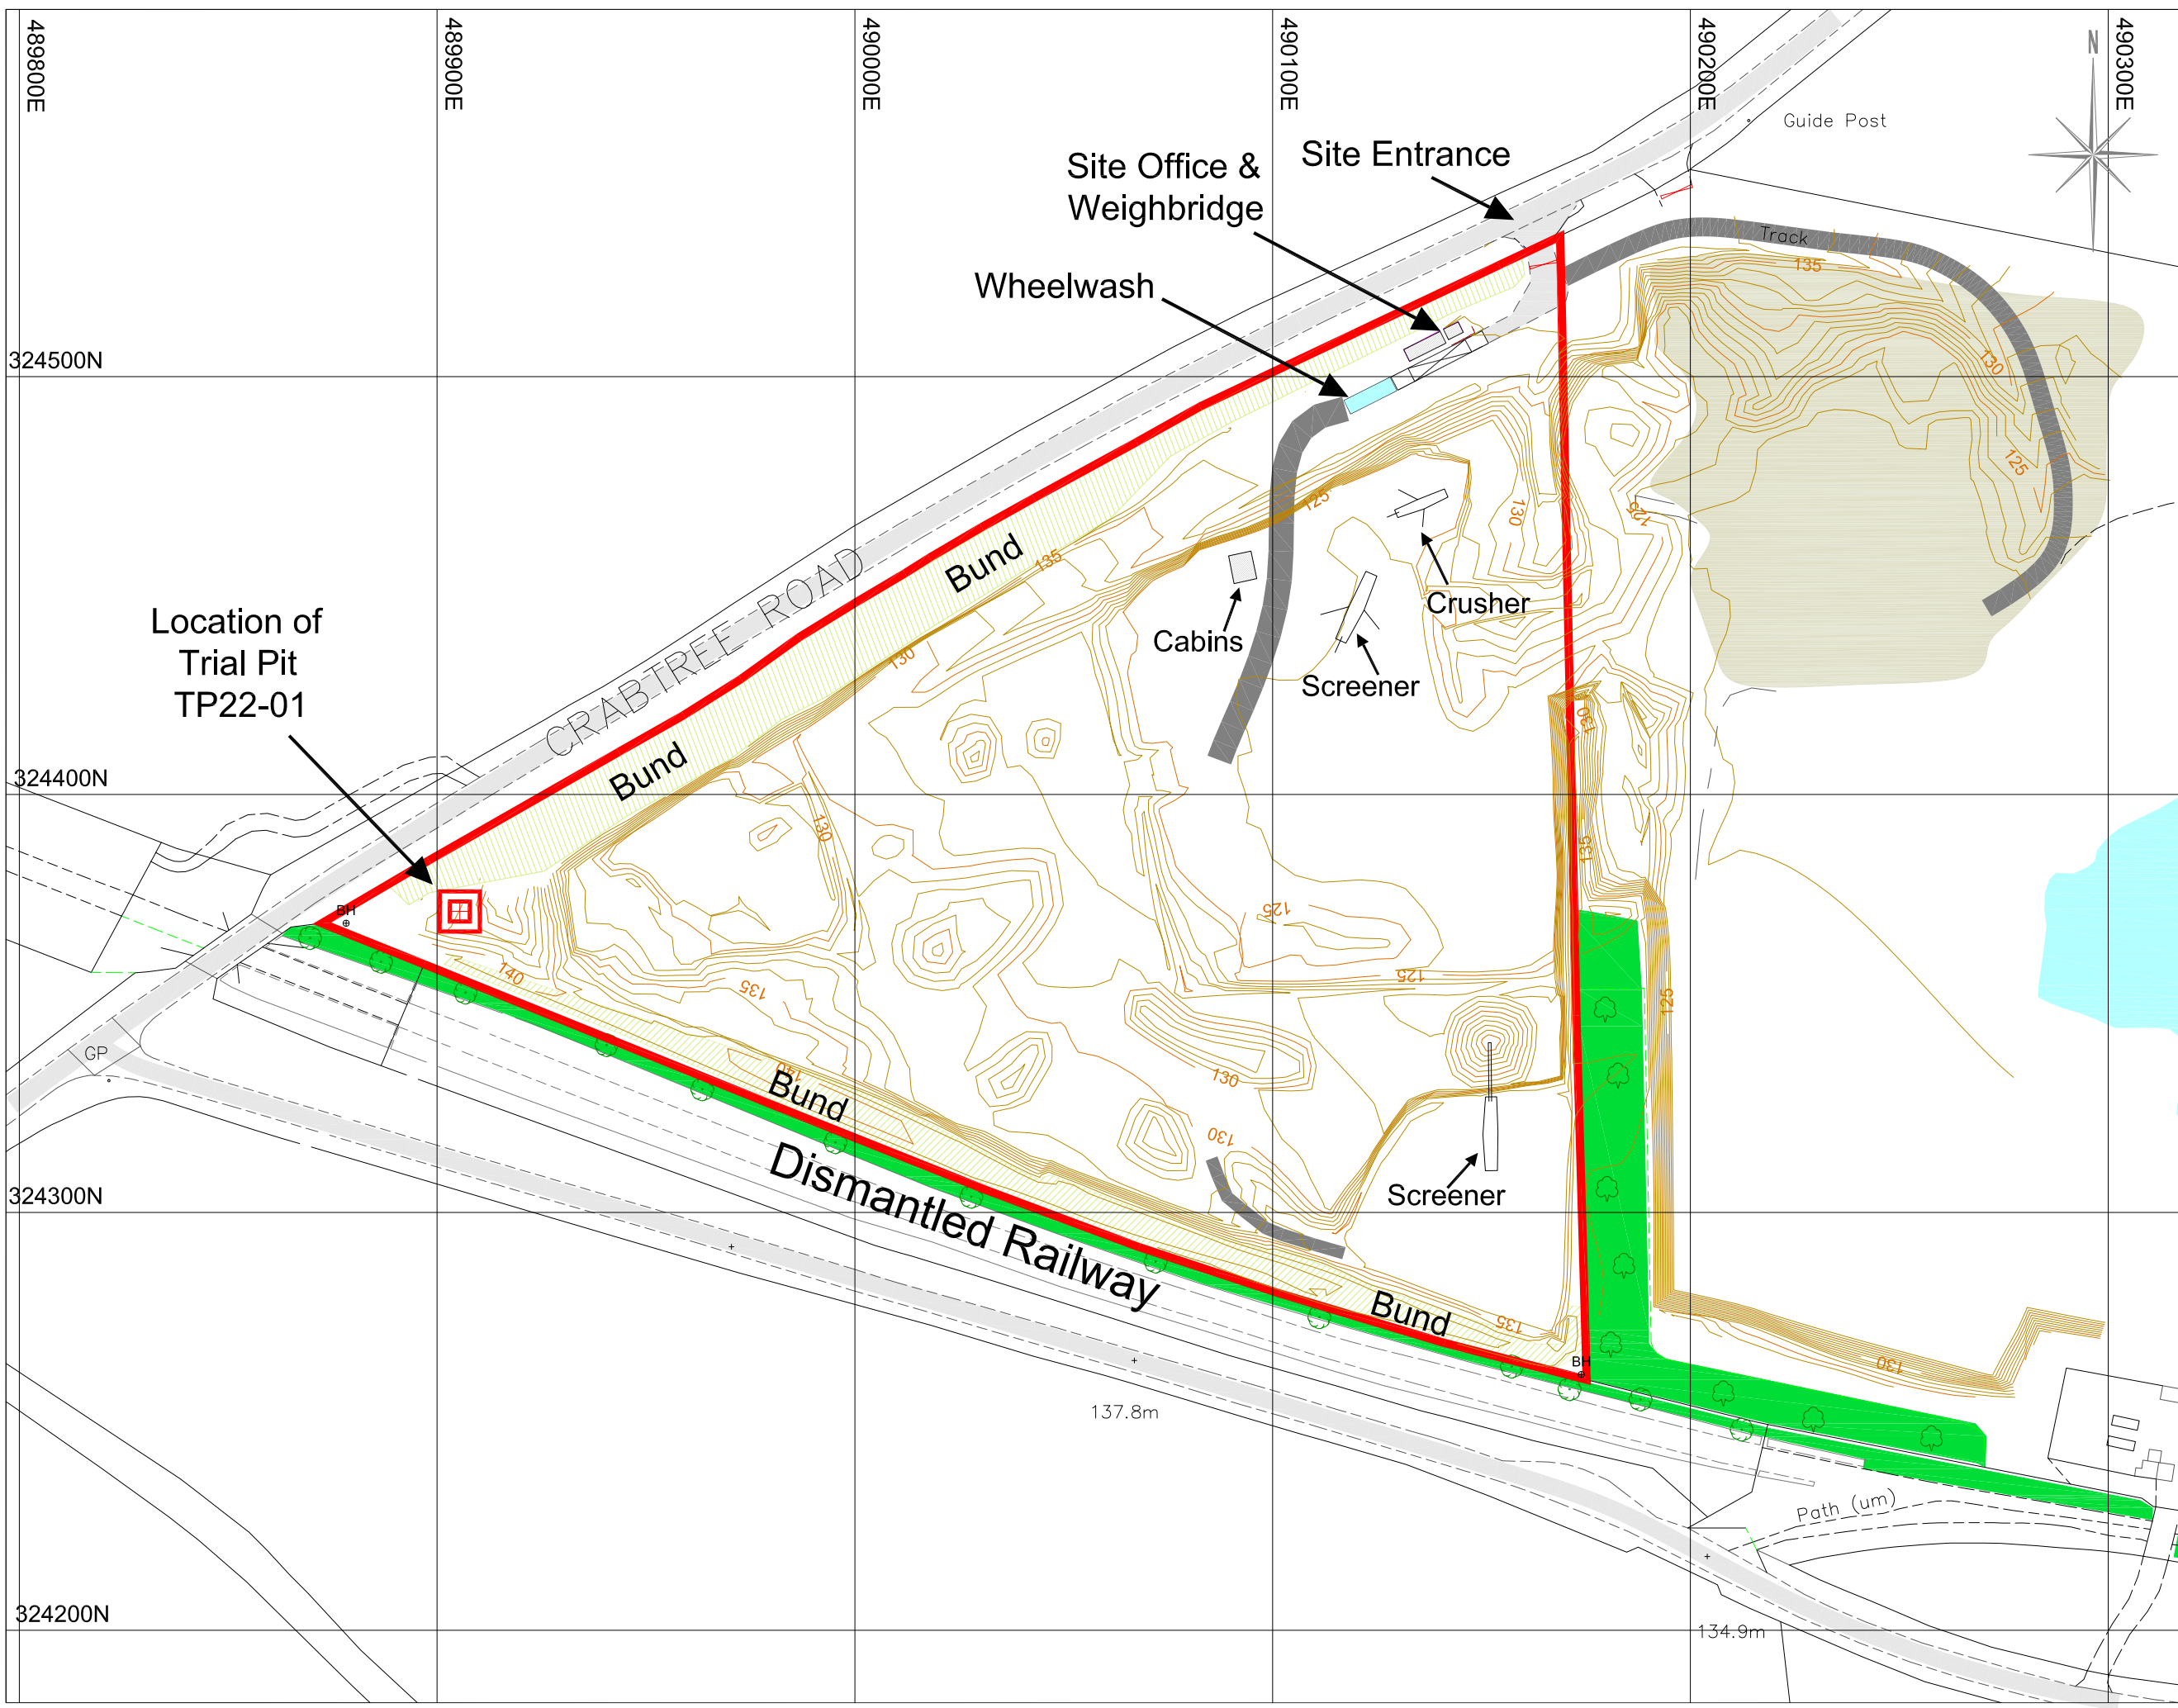 489800E
489900E
490000E
490100E
490200E
490300E
N
Guide Post
Site Entrance
Site Office &
Weighbridge
Track
135
Wheelwash
324500N
130
125
125
130
125
Bund
135
CRABTREE ROAD
Crusher
Cabins
Location of
Trial Pit
TP22-01
130
Screener
130
Bund
324400N
130
135
BH
125
140
135
125
125
GP
140
Bund
130
130
Dismantled Railway
Screener
324300N
Bund
135
BH
130
137.8m
Path (um)
324200N
134.9m